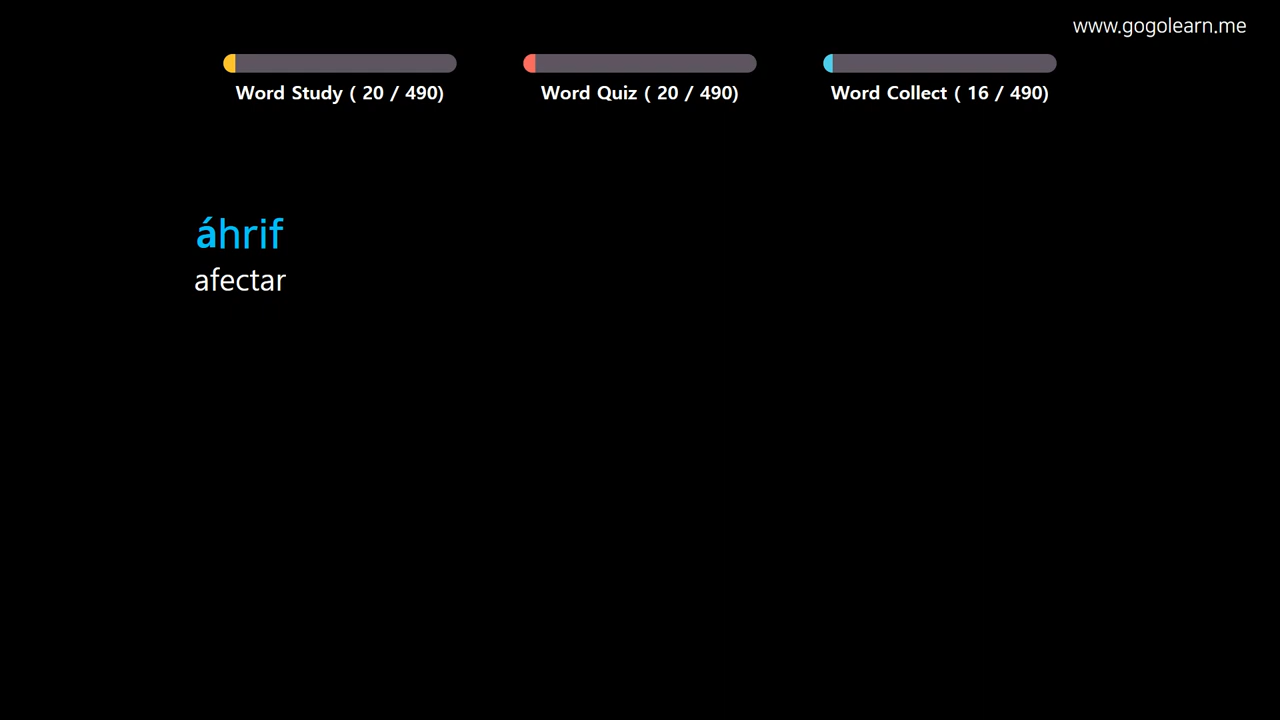 www.gogolearn.me
Word Study ( 20 / 490)
Word Quiz ( 20 / 490)
Word Collect ( 16 / 490)
áhrif
afectar